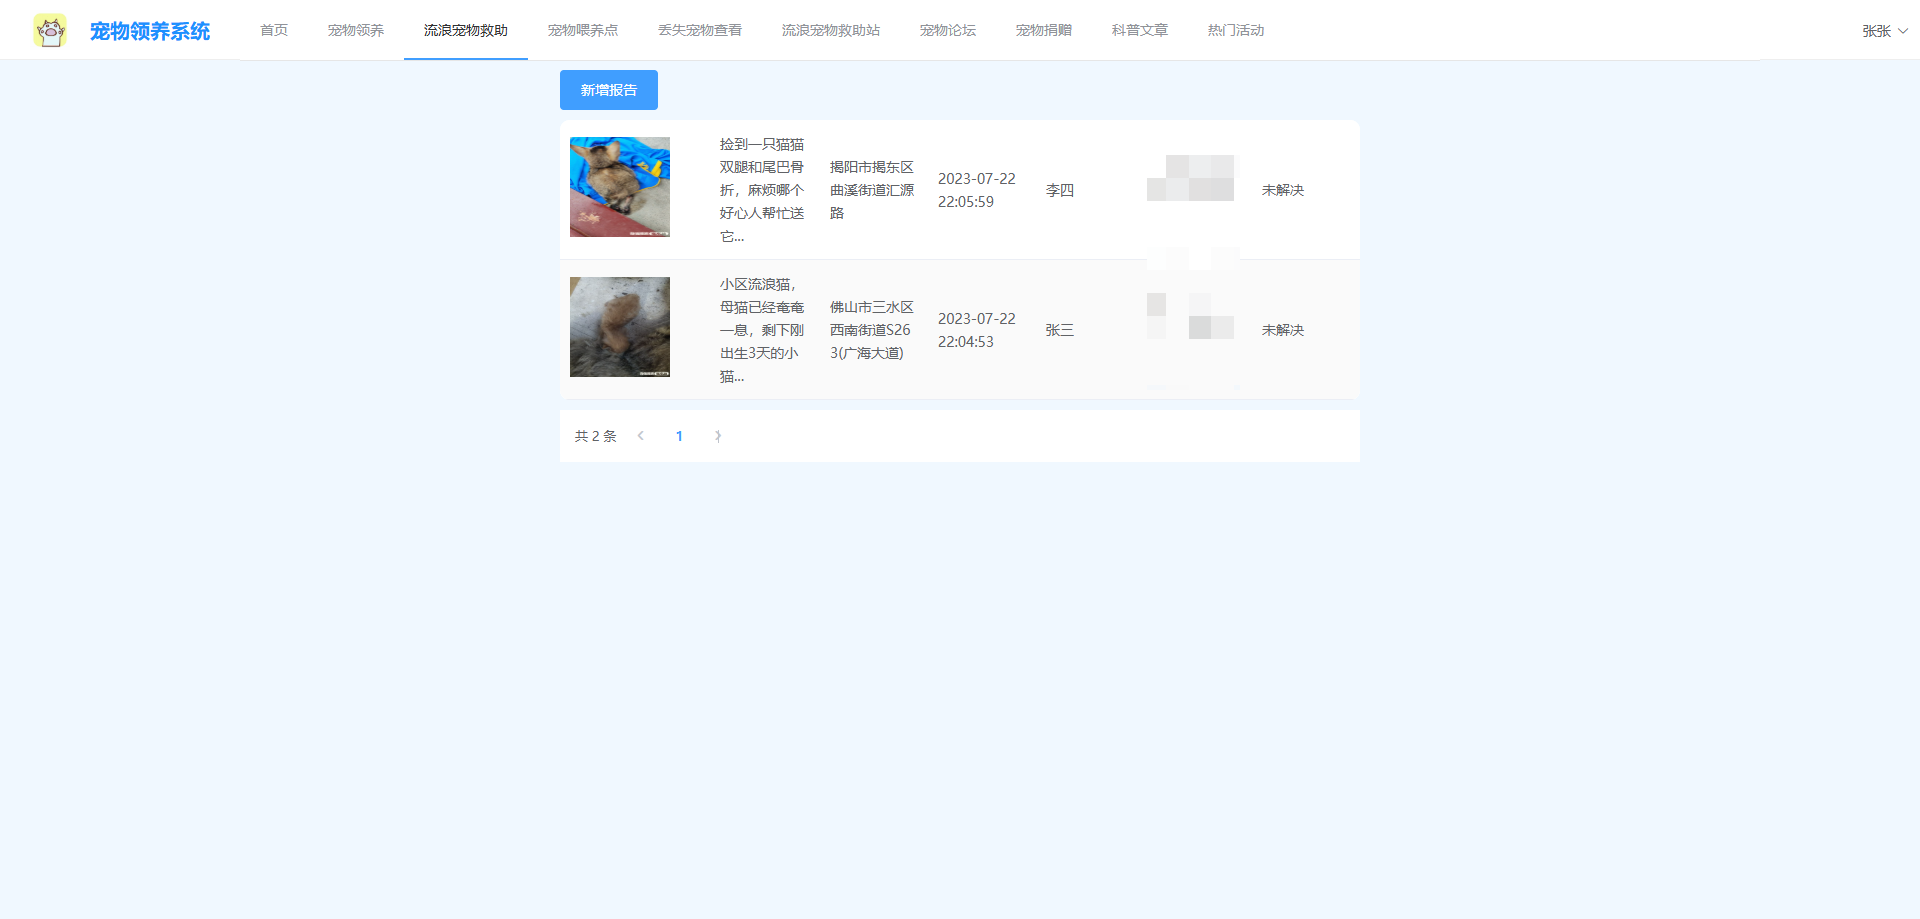 宠物领养系统
首页
宠物领养
流浪宠物救助
宠物喂养点
丢失宠物查看
流浪宠物救助站
宠物论坛
宠物捐赠
科普文章
热门活动
张张
新增报告
捡到一只猫猫
双腿和尾巴骨
折，麻烦哪个
好心人帮忙送
它...
揭阳市揭东区
曲溪街道汇源
路
2023-07-22
22:05:59
李四
未解决
小区流浪猫，
母猫已经奄奄
一息，剩下刚
出生3天的小
猫...
佛山市三水区
西南街道S26
3(广海大道)
2023-07-22
22:04:53
张三
未解决
共 2 条
1